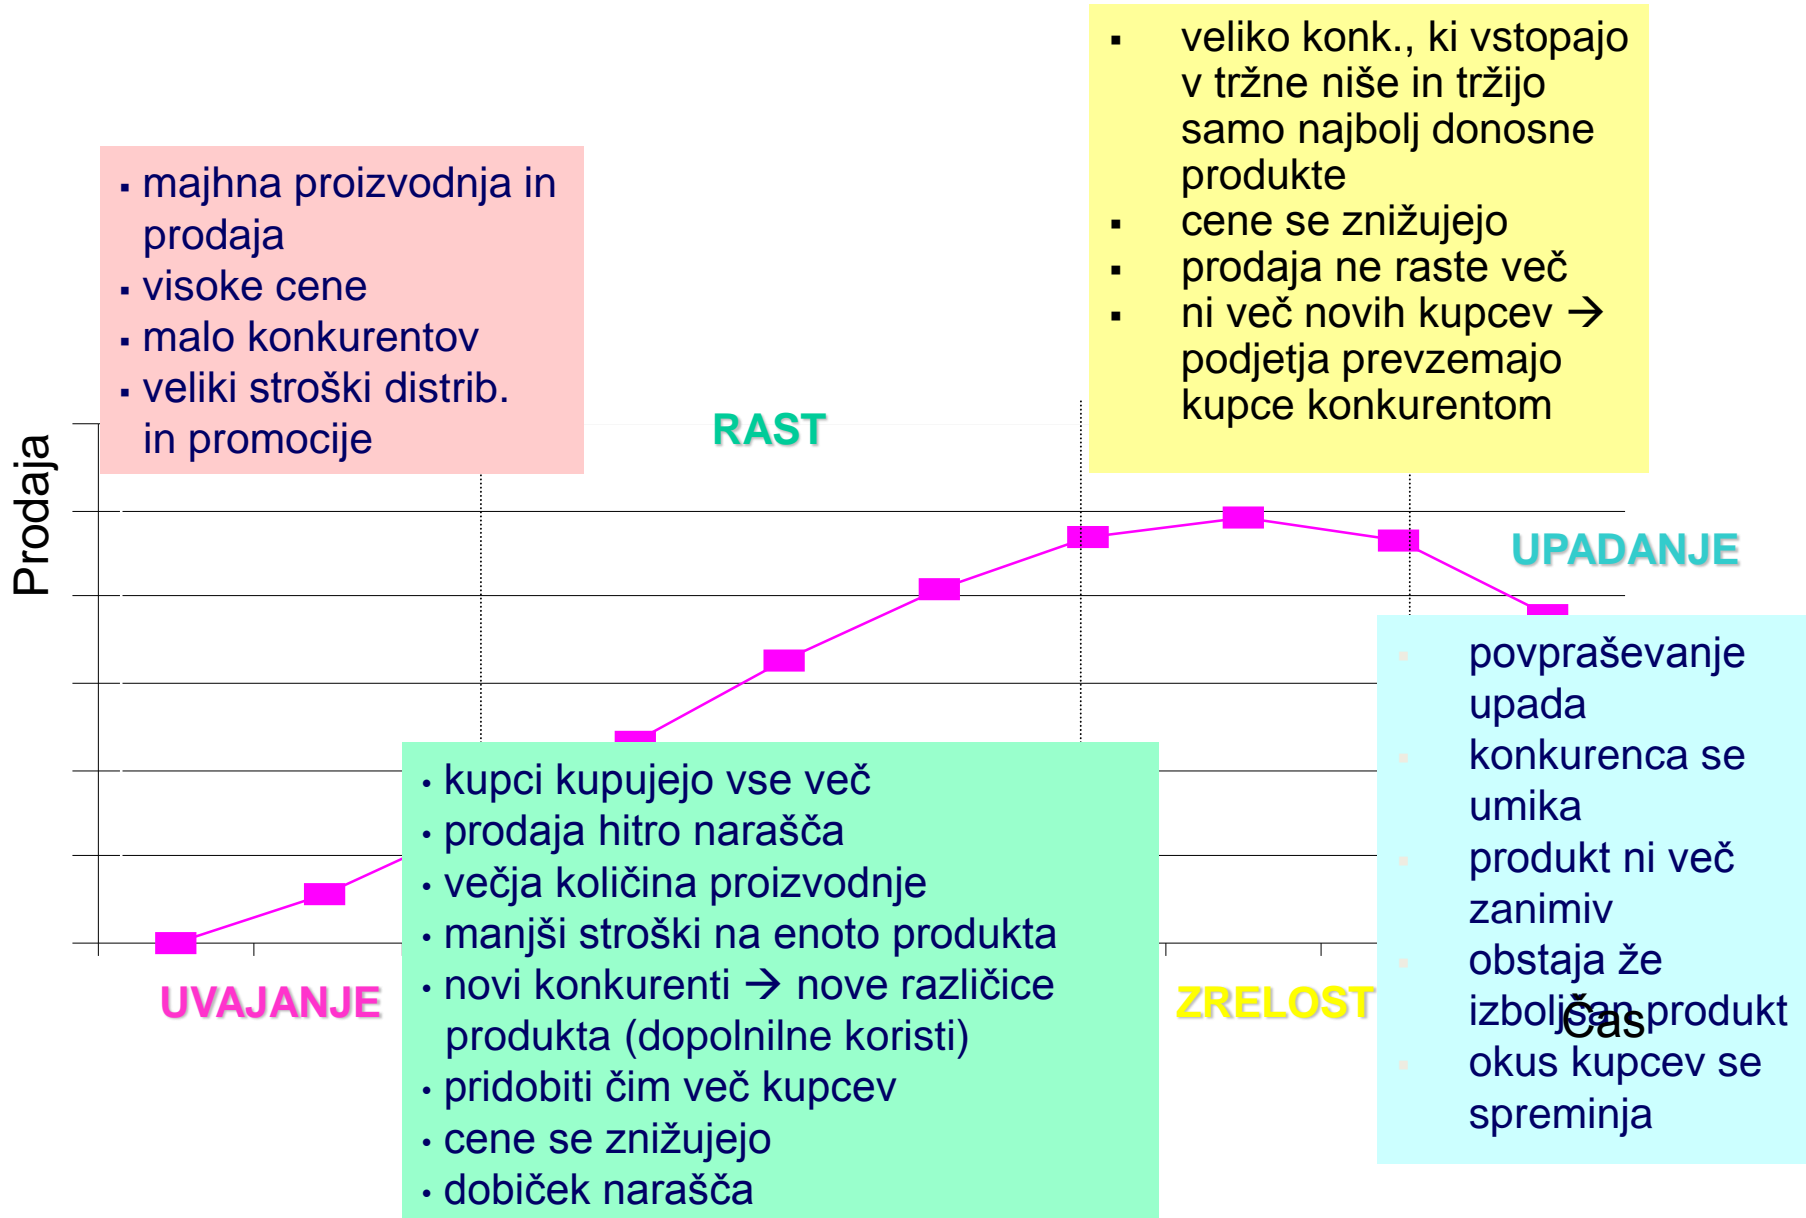 veliko konk., ki vstopajo
v tržne niše in tržijo
samo najbolj donosne
produkte
cene se znižujejo
prodaja ne raste več
ni več novih kupcev →
podjetja prevzemajo
kupce konkurentom
majhna proizvodnja in
prodaja
visoke cene
malo konkurentov
veliki stroški distrib.
in promocije
RAST
Prodaja
UPADANJE
povpraševanje
upada
konkurenca se
umika
produkt ni več
zanimiv
obstaja že
izboljšan produkt
okus kupcev se
spreminja
kupci kupujejo vse več
prodaja hitro narašča
večja količina proizvodnje
manjši stroški na enoto produkta
novi konkurenti → nove različice
produkta (dopolnilne koristi)
pridobiti čim več kupcev
cene se znižujejo
dobiček narašča
UVAJANJE
ZRELOST
Čas